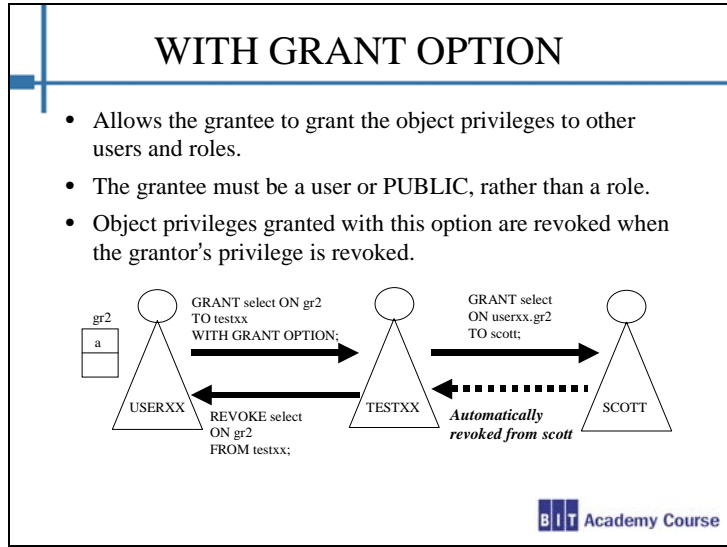 WITH GRANT OPTION
• Allows the grantee to grant the object privileges to other
users and roles.
• The grantee must be a user or PUBLIC, rather than a role.
• Object privileges granted with this option are revoked when
the grantor's privilege is revoked.
gr2
a
USERXX
GRANT select ON gr2
TO testxx
WITH GRANT OPTION;
REVOKE select
ON gr2
FROM testxx;
TESTXX
GRANT select
ON userxx.gr2
TO scott;
Automatically
revoked from scott
SCOTT
BIT Academy Course